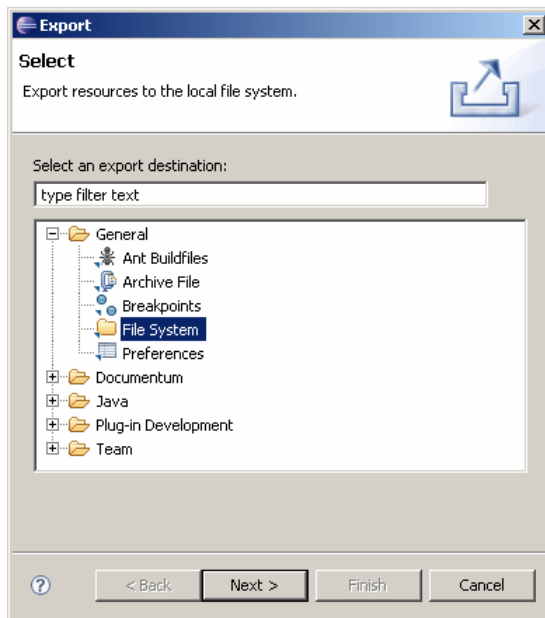 Export
Select
Export resources to the local file system.
Select an export destination:
type filter text
General
Ant Buildfiles
Archive File
Breakpoints
File System
Preferences
Documentum
Java
Plug-in Development
Team
? < Back Next > Finish Cancel